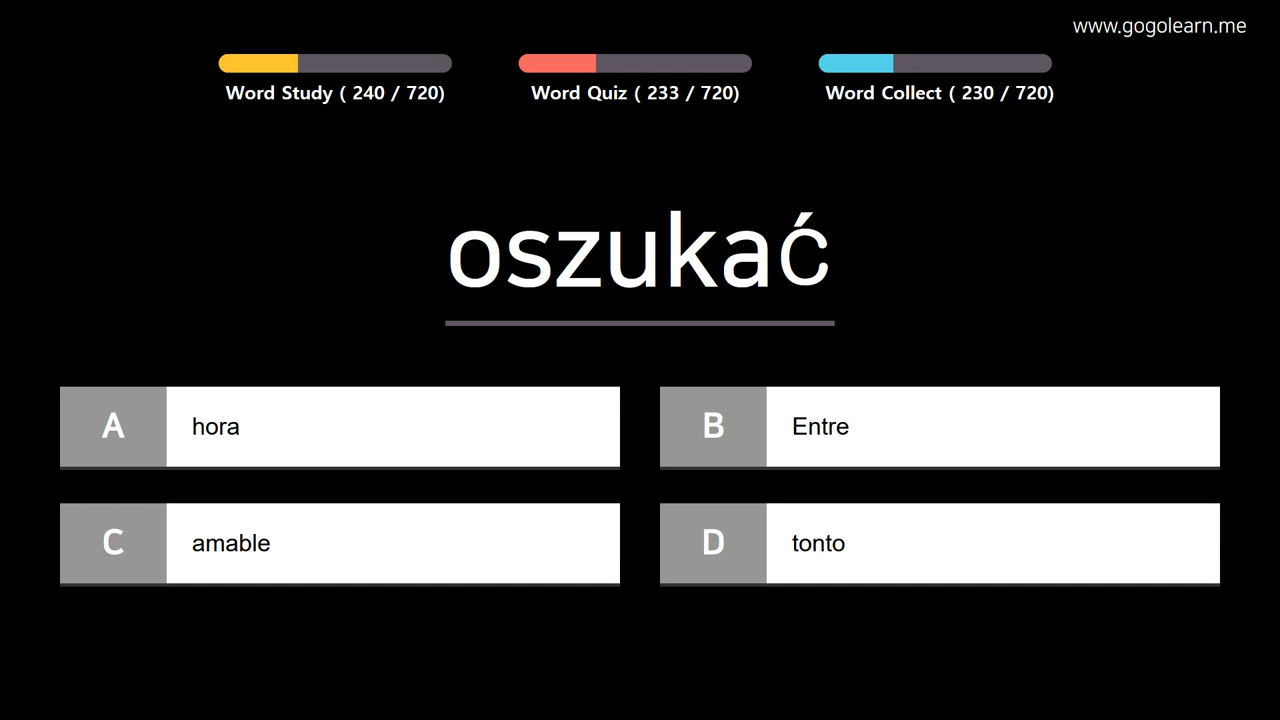 www.gogolearn.me
Word Study ( 240 / 720)
Word Quiz ( 233 / 720)
Word Collect ( 230 / 720)
oszukać
A hora
B Entre
C amable
D tonto